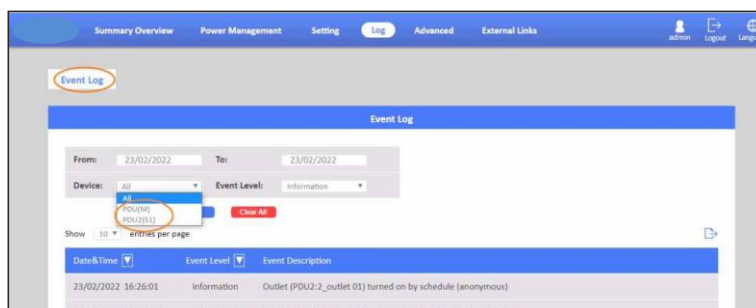 Summary Overview Power Management Setting Log Advanced External Links admin Logout
Event Log
Event Log
From: 23/02/2022 To: 23/02/2022
Device: All Event Level: Information
All
PDU(M)
PDU2(S1)
Clear All
Show 10 entries per page
Date&Time Event Level Event Description
23/02/2022 16:26:01 Information Outlet (PDU2:2_outlet 01) turned on by schedule (anonymous)